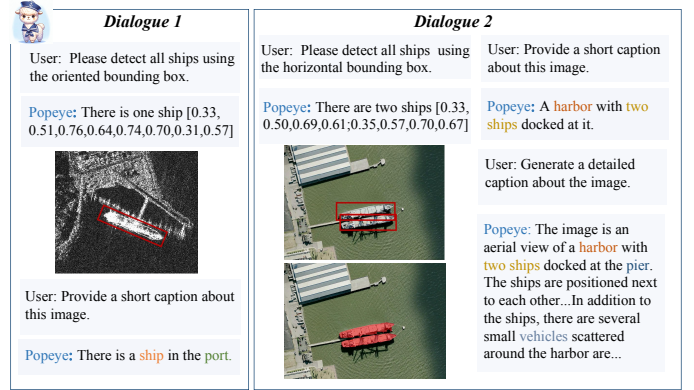 Dialogue 1
User: Please detect all ships using
the oriented bounding box.
Popeye: There is one ship [0.33,
0.51,0.76,0.64,0.74,0.70,0.31,0.57]
User: Provide a short caption about
this image.
Popeye: There is a ship in the port.
Dialogue 2
User: Please detect all ships using
the horizontal bounding box.
Popeye: There are two ships [0.33,
0.50,0.69,0.61;0.35,0.57,0.70,0.67]
User: Provide a short caption
about this image.
Popeye: A harbor with two
ships docked at it.
User: Generate a detailed
caption about the image.
Popeye: The image is an
aerial view of a harbor with
two ships docked at the pier.
The ships are positioned next
to each other...In addition to
the ships, there are several
small vehicles scattered
around the harbor are...